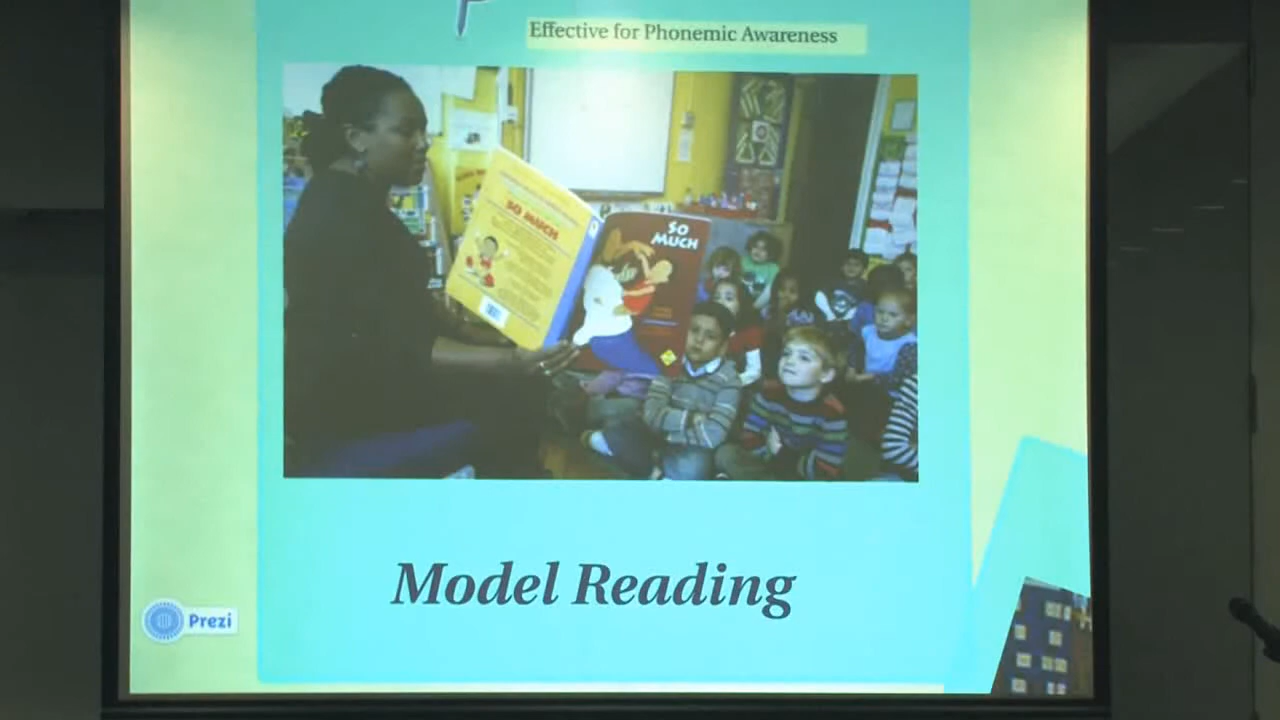 Effective for Phonemic Awareness
SO MUCH
SO
MUCH
Model Reading
Prezi